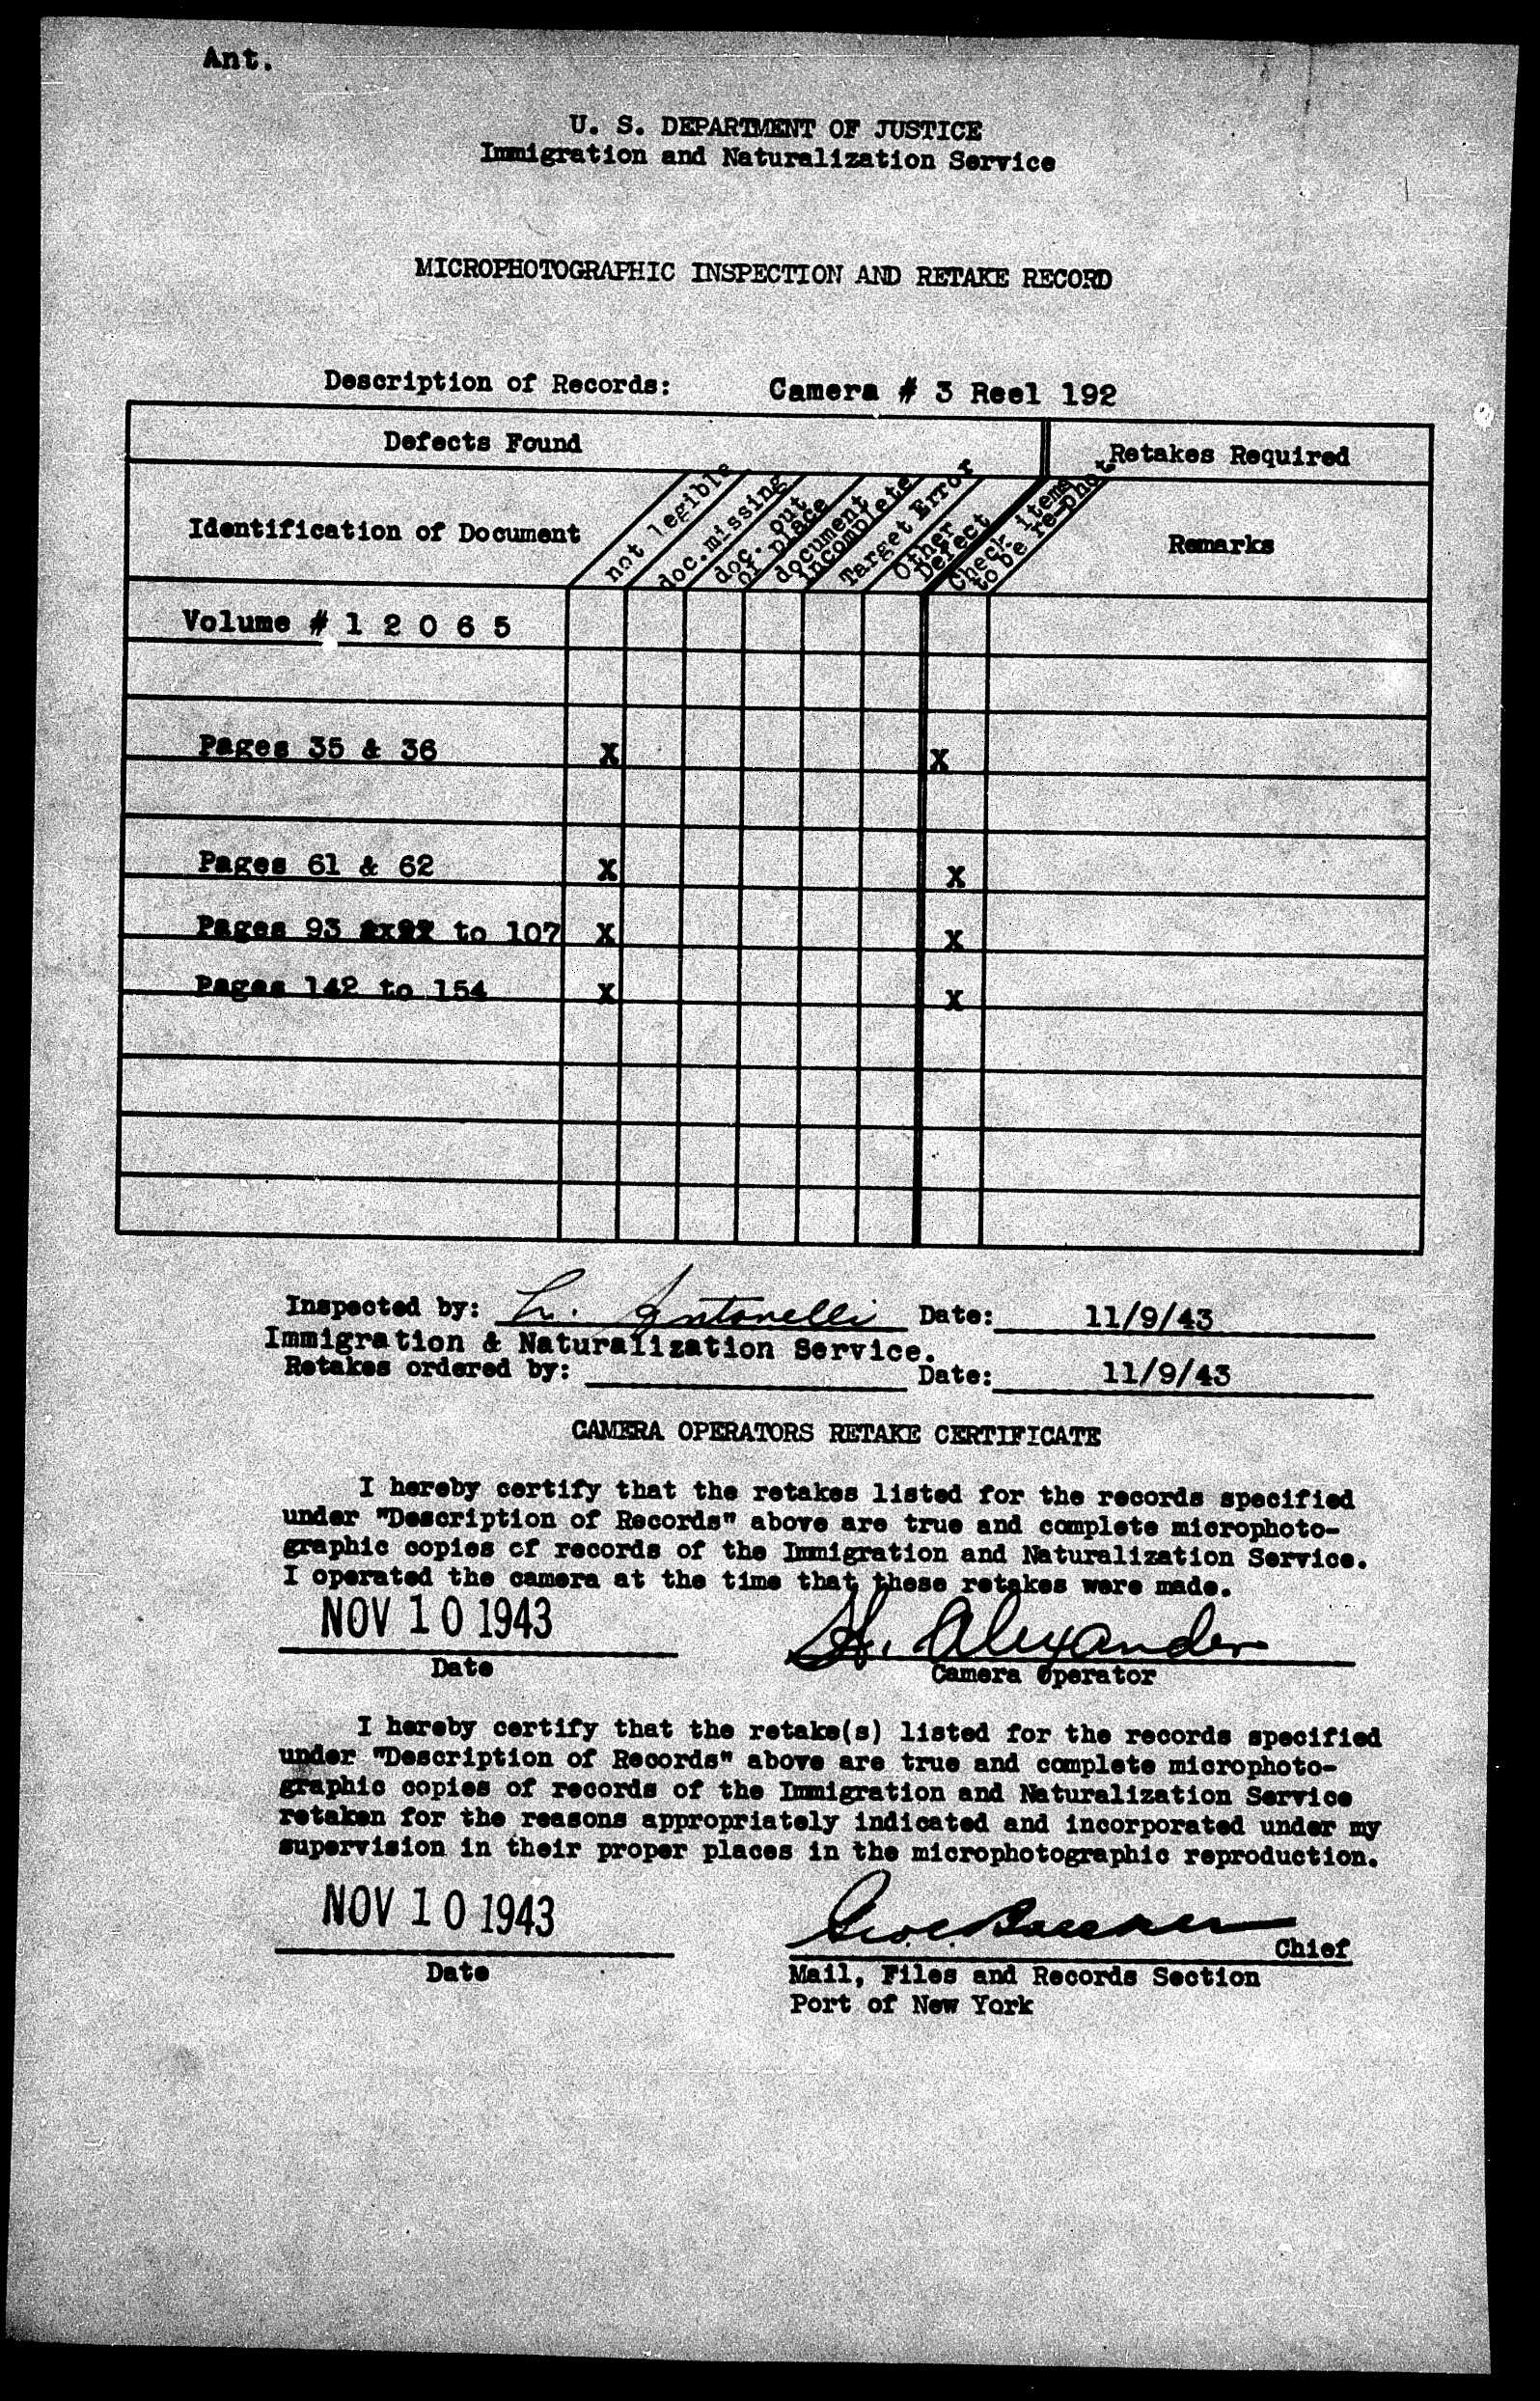 Ant.
U. S. DEPARTMENT OF JUSTICE
Immigration and Naturalization Service
MICROPHOTOGRAPHIC INSPECTION AND RETAKE RECORD
Description of Records: Camera # 3 Reel 192
Defects Found
Retakes Required
Identification of Document
not legible
doc.missing
doc. out
of place
document
incomplete
Target Error
Other
Defect
Check items
to be re-phot
Remarks
Volume # 1 2 0 6 5
Pages 35 & 36 X X
Pages 61 & 62 X X
Pages 93 to 107 X X
Pages 142 to 154 X X
Inspected by: L. Antonelli Date: 11/9/43
Immigration & Naturalization Service.
Retakes ordered by: Date: 11/9/43
CAMERA OPERATORS RETAKE CERTIFICATE
I hereby certify that the retakes listed for the records specified
under "Description of Records" above are true and complete microphoto-
graphic copies of records of the Immigration and Naturalization Service.
I operated the camera at the time that these retakes were made.
NOV 10 1943 H. Alexander
Date Camera Operator
I hereby certify that the retake(s) listed for the records specified
under "Description of Records" above are true and complete microphoto-
graphic copies of records of the Immigration and Naturalization Service
retaken for the reasons appropriately indicated and incorporated under my
supervision in their proper places in the microphotographic reproduction.
NOV 10 1943
Chief
Date Mail, Files and Records Section
Port of New York